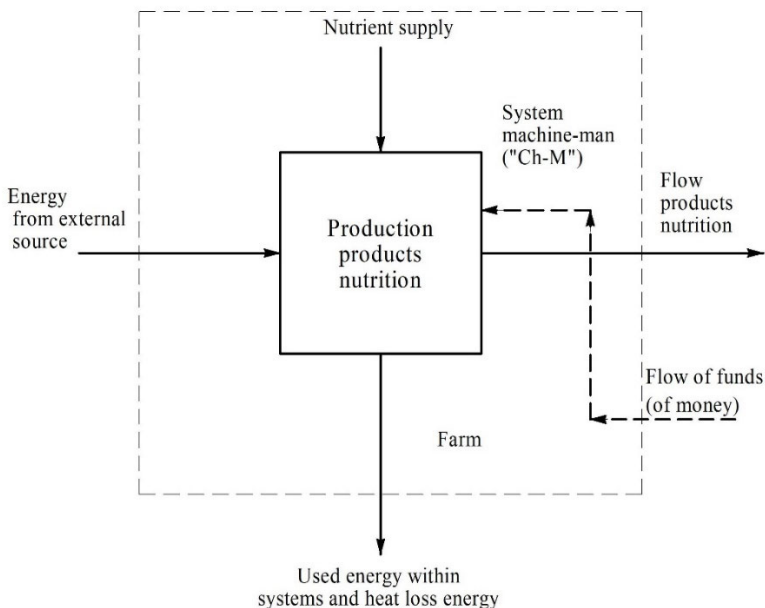 Nutrient supply
System
machine-man
("Ch-M")
Energy
from external
source
Flow
products
nutrition
Production
products
nutrition
Flow of funds
(of money)
Farm
Used energy within
systems and heat loss energy